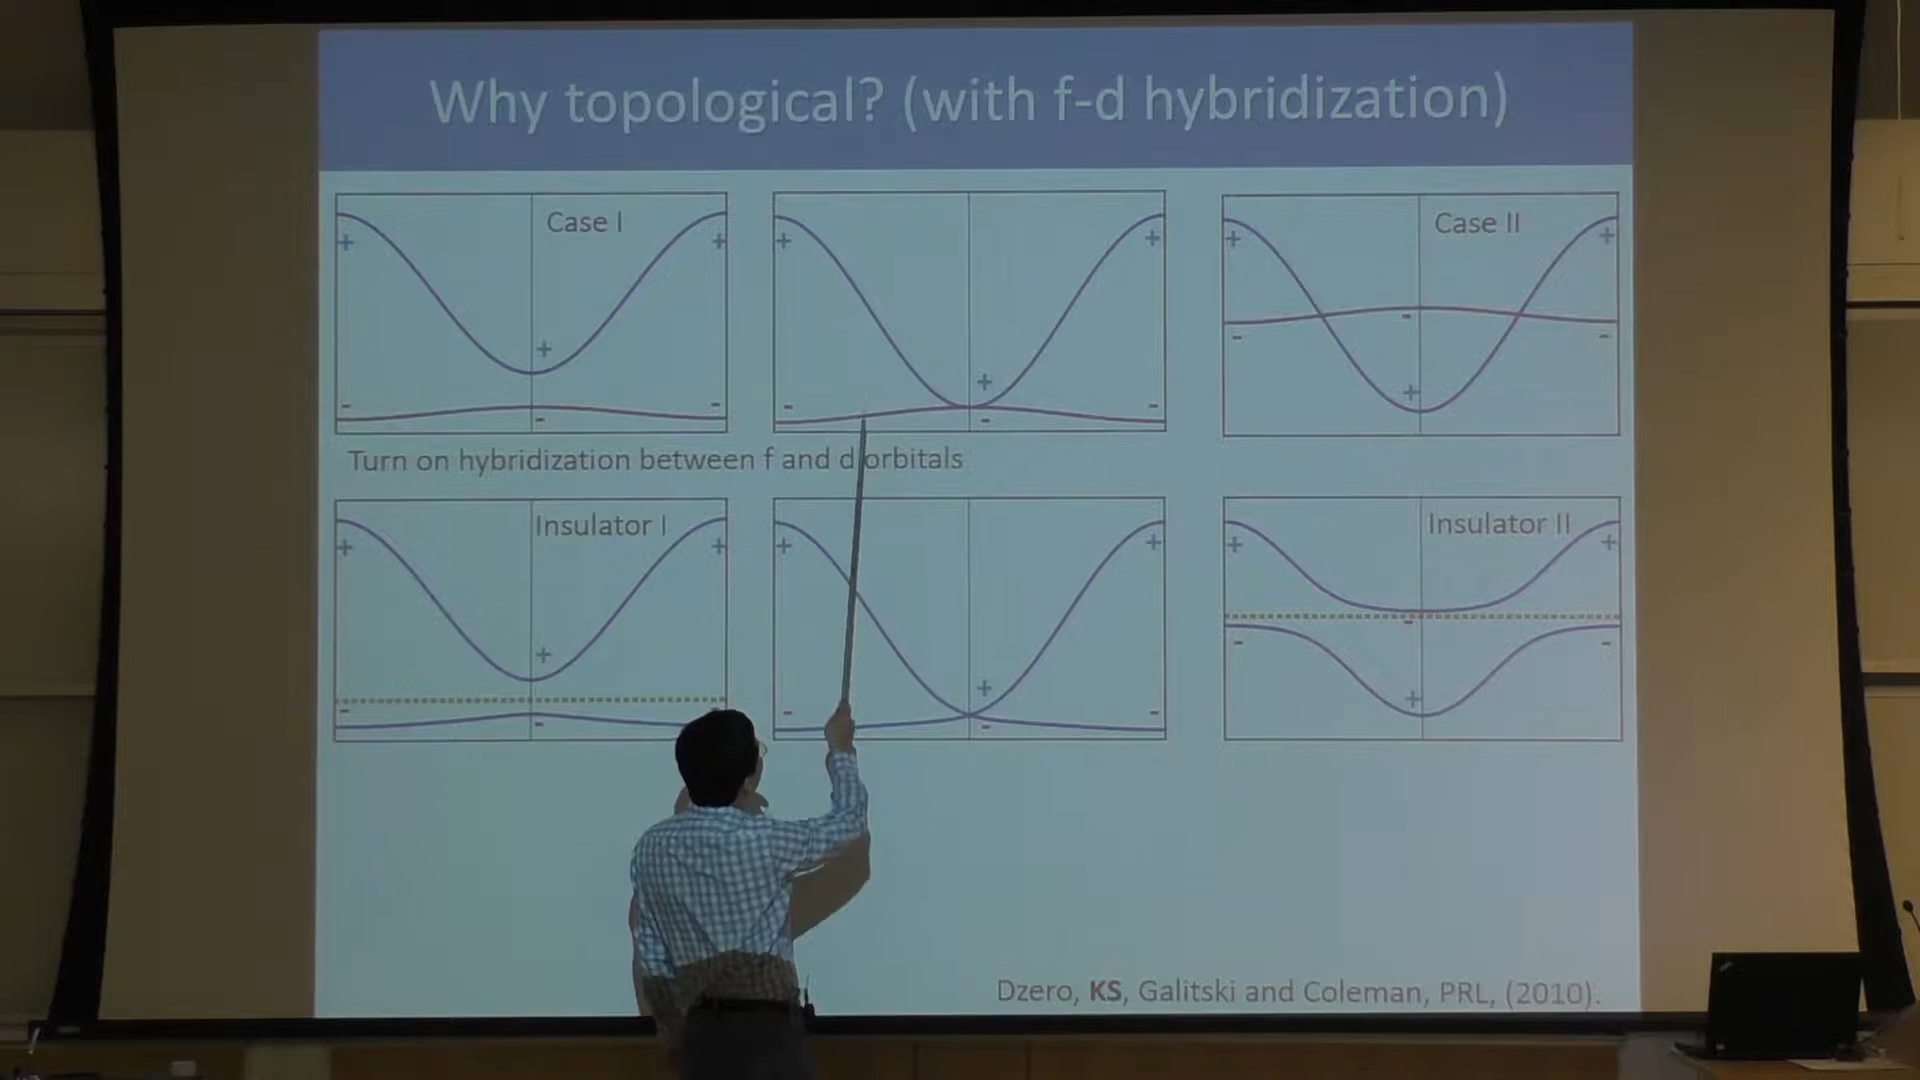 Why topological? (with f-d hybridization)
Case I
Case II
+ + +
- - -
+ + +
- - -
+ + +
- - -
Turn on hybridization between f and d orbitals
Insulator I
Insulator II
+ + +
- - -
+ + +
- - -
+ + +
- - -
Dzero, KS, Galitski and Coleman, PRL, (2010).